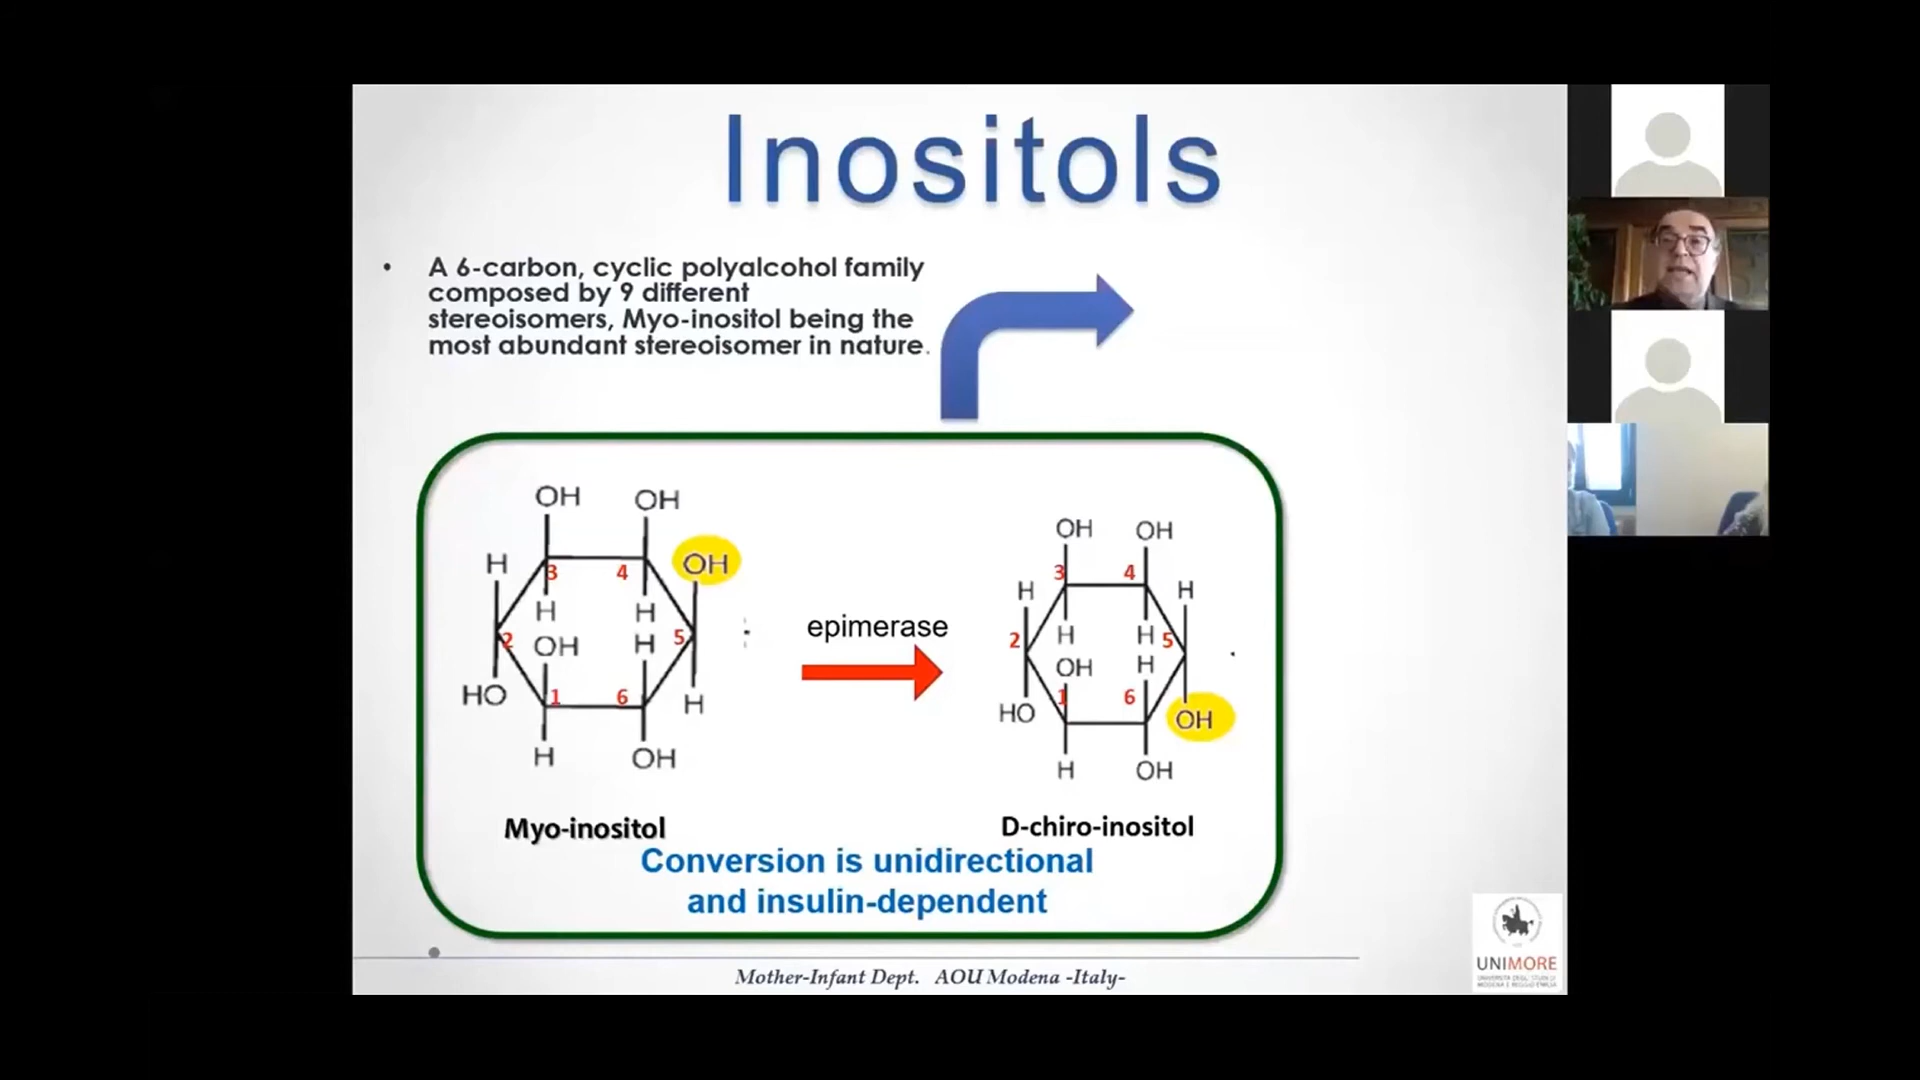 Inositols
• A 6-carbon, cyclic polyalcohol family
composed by 9 different
stereoisomers, Myo-inositol being the
most abundant stereoisomer in nature.
OH OH
H OH
3 4
H H
2 OH H 5
HO 1 6 H
H OH
Myo-inositol
epimerase
OH OH
3 4
H H
2 H H 5
OH H
HO 1 6 OH
H OH
D-chiro-inositol
Conversion is unidirectional
and insulin-dependent
Mother-Infant Dept. AOU Modena -Italy-
UNIMORE
UNIVERSITÀ DEGLI STUDI DI
MODENA E REGGIO EMILIA